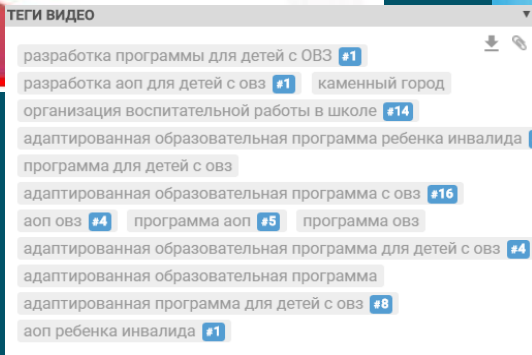 ТЕГИ ВИДЕО
разработка программы для детей с ОВЗ #1
разработка аоп для детей с овз #1 каменный город
организация воспитательной работы в школе #14
адаптированная образовательная программа ребенка инвалида
программа для детей с овз
адаптированная образовательная программа с овз #16
аоп овз #4 программа аоп #5 программа овз
адаптированная образовательная программа для детей с овз #4
адаптированная образовательная программа
адаптированная программа для детей с овз #8
аоп ребенка инвалида #1